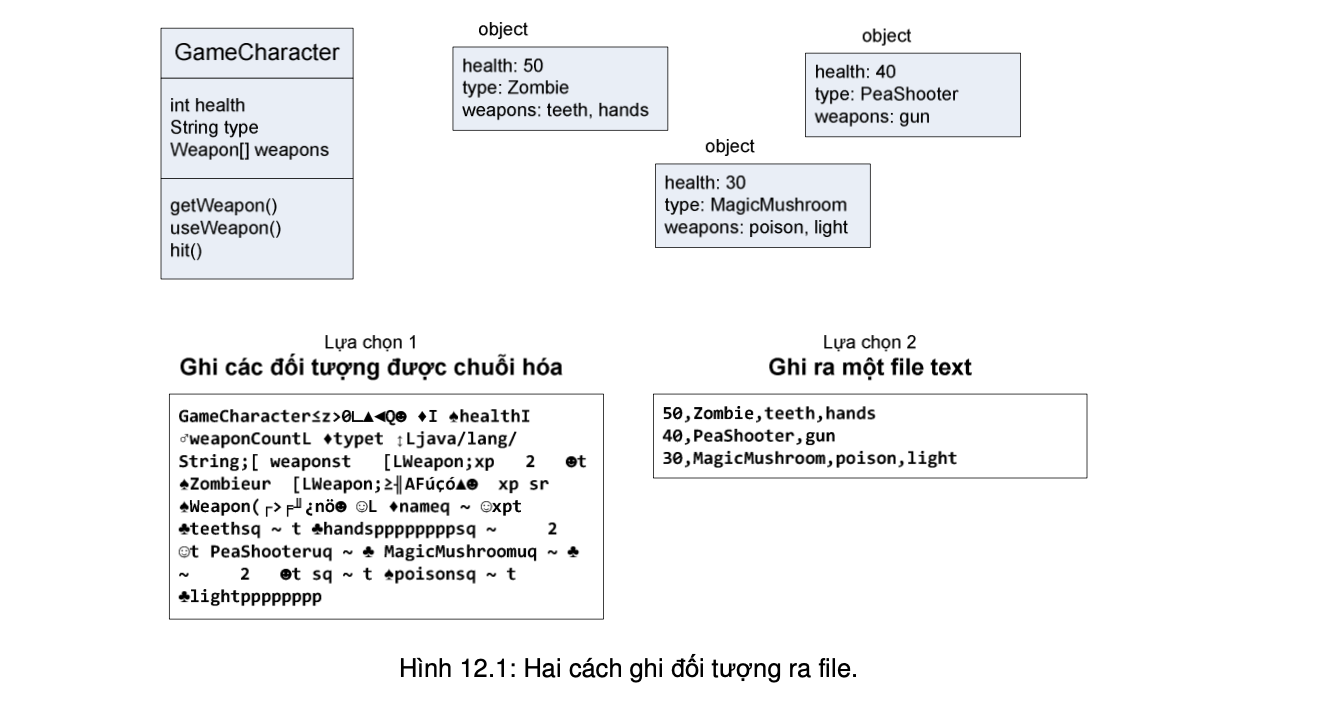 GameCharacter
int health
String type
Weapon[] weapons
getWeapon()
useWeapon()
hit()
object
health: 50
type: Zombie
weapons: teeth, hands
object
health: 40
type: PeaShooter
weapons: gun
object
health: 30
type: MagicMushroom
weapons: poison, light
Lựa chọn 1
Ghi các đối tượng được chuỗi hóa
GameCharacter≤z>0∟▲◄Q☻ ♦I ♠healthI
♂weaponCountL ♦typet ↕Ljava/lang/
String;[ weaponst [LWeapon;xp 2 ☻t
♠Zombieur [LWeapon;≥╢AFúçó▲☻ xp sr
♠Weapon(┌>╒╜¿nö☻ ☺L ♦nameq ~ ☺xpt
♣teethsq ~ t ♣handsppppppppsq ~ 2
☺t PeaShooteruq ~ ♣ MagicMushroomuq ~ ♣
~ 2 ☻t sq ~ t ♠poisonsq ~ t
♣lightpppppppp
Lựa chọn 2
Ghi ra một file text
50,Zombie,teeth,hands
40,PeaShooter,gun
30,MagicMushroom,poison,light
Hình 12.1: Hai cách ghi đối tượng ra file.